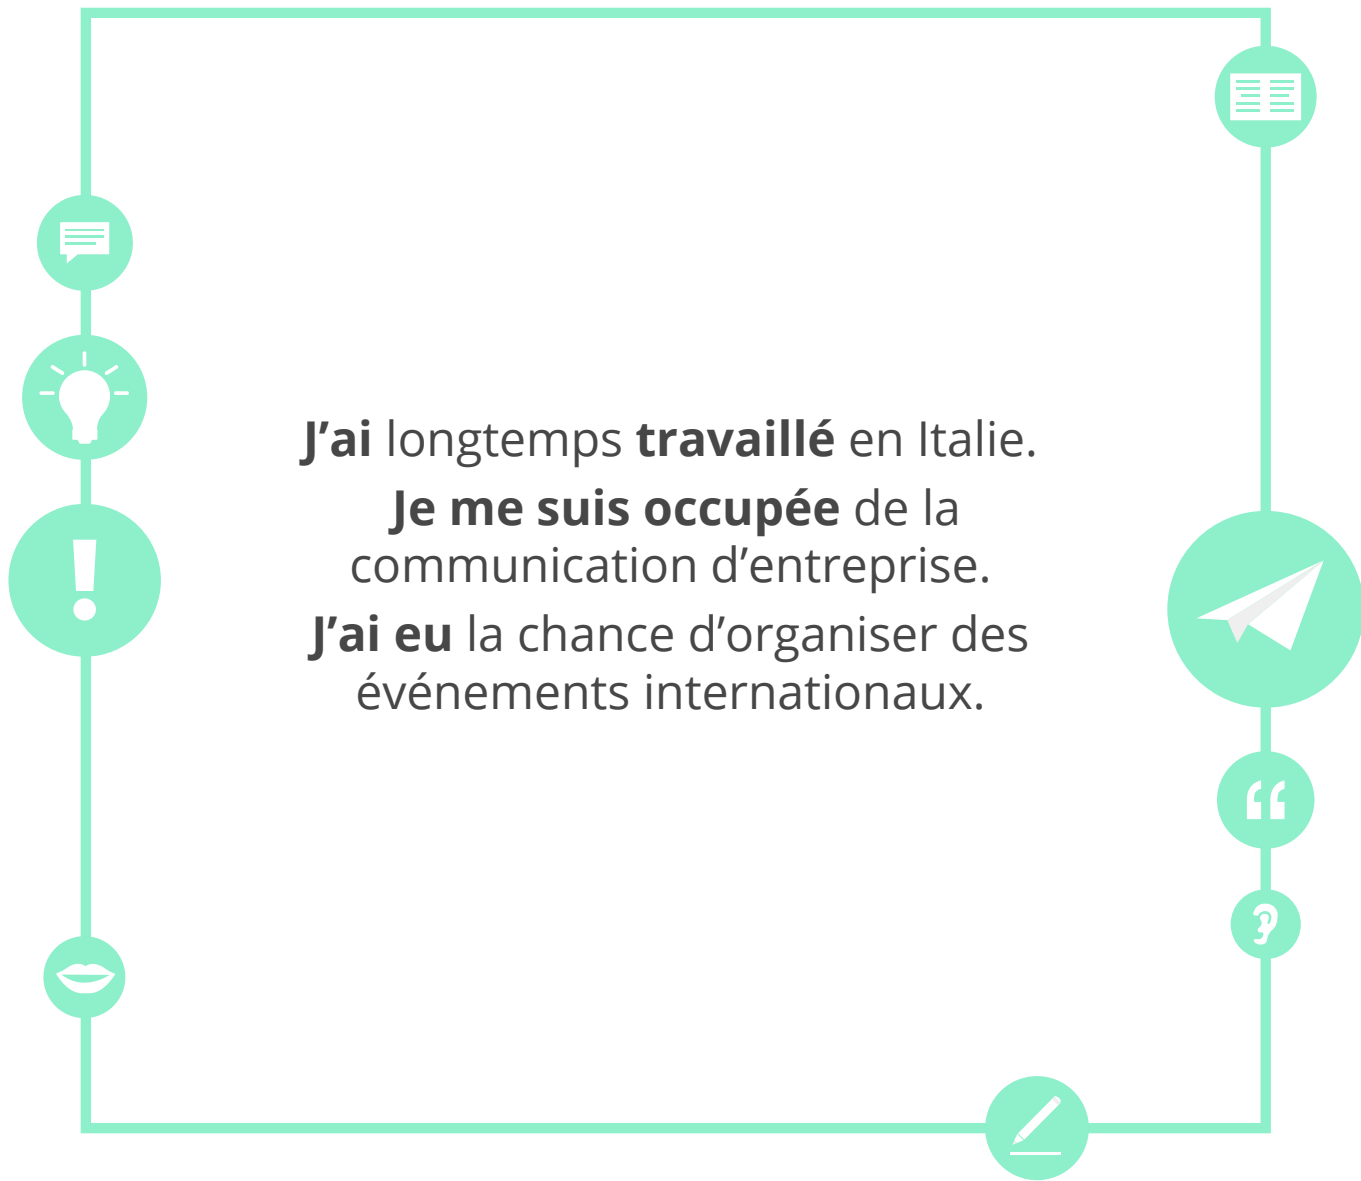 J’ai longtemps travaillé en Italie.
Je me suis occupée de la
communication d’entreprise.
J’ai eu la chance d’organiser des
événements internationaux.